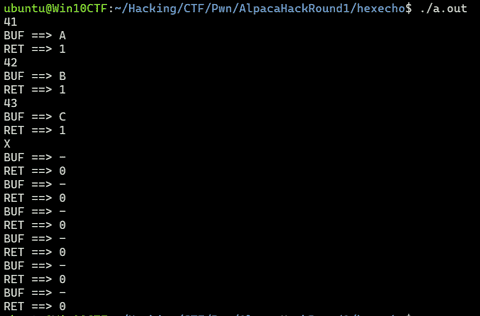 ubuntu@Win10CTF:~/Hacking/CTF/Pwn/AlpacaHackRound1/hexecho$ ./a.out
41
BUF ==> A
RET ==> 1
42
BUF ==> B
RET ==> 1
43
BUF ==> C
RET ==> 1
X
BUF ==> -
RET ==> 0
BUF ==> -
RET ==> 0
BUF ==> -
RET ==> 0
BUF ==> -
RET ==> 0
BUF ==> -
RET ==> 0
BUF ==> -
RET ==> 0